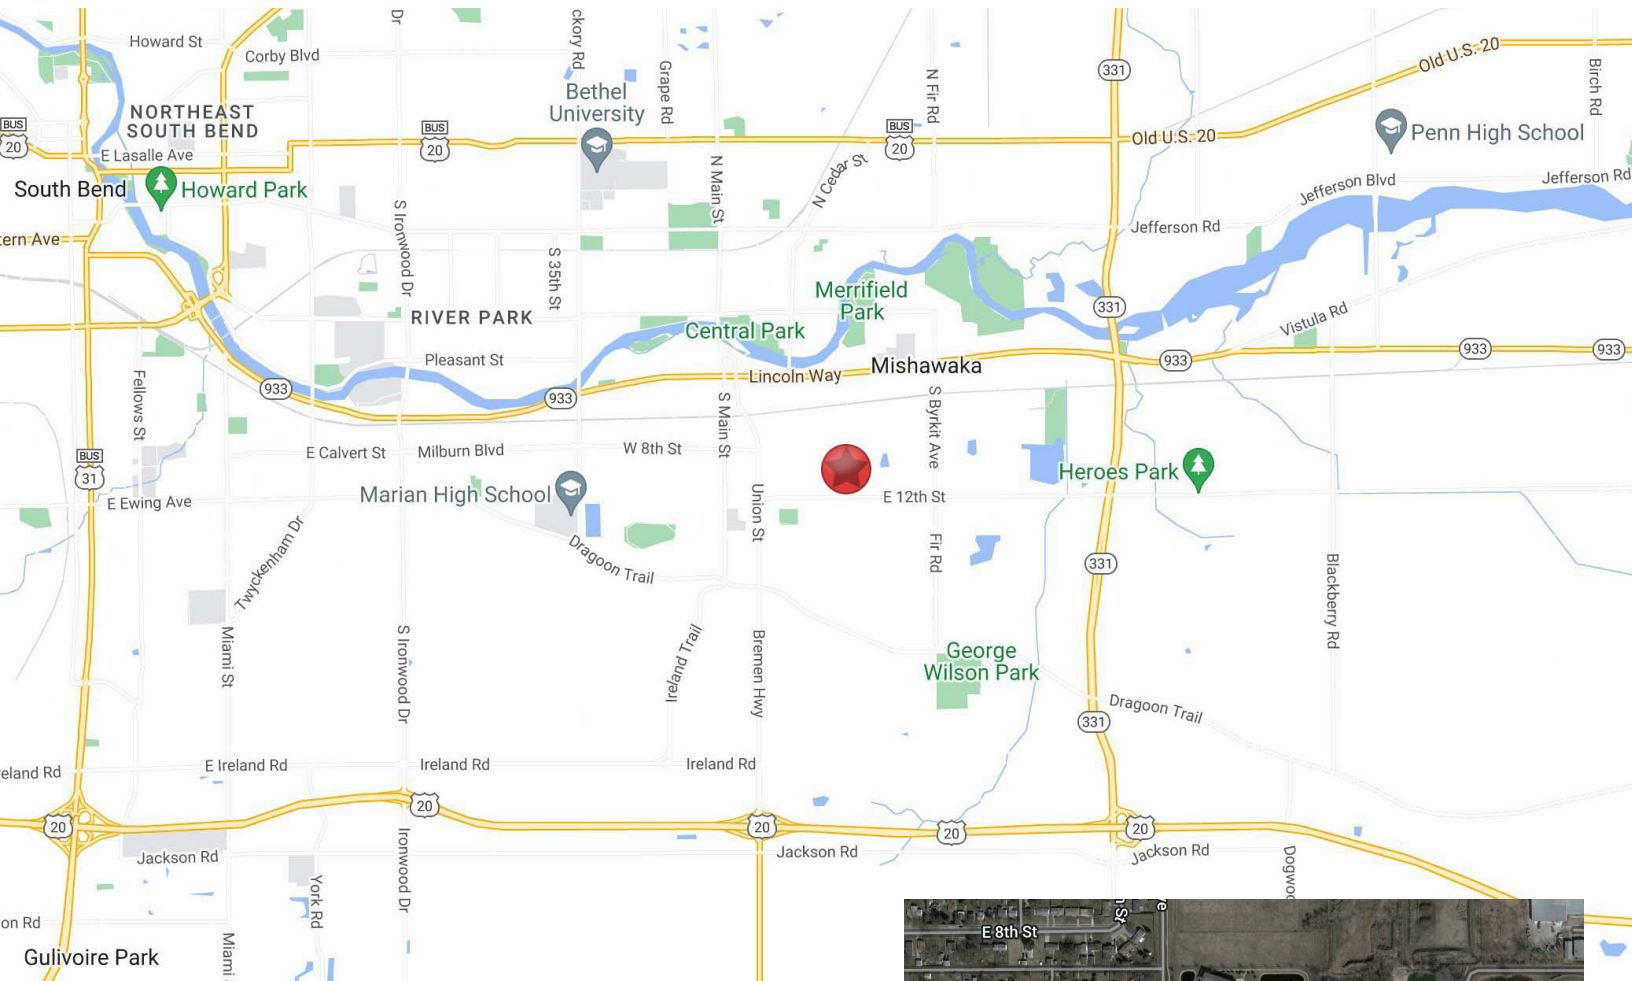 Dr
ckory Rd
Howard St
Corby Blvd
Grape Rd
N Fir Rd
331
Old U.S. 20
Birch Rd
Bethel
University
NORTHEAST
SOUTH BEND
BUS
20
BUS
20
BUS
20
Old U.S. 20
Penn High School
E Lasalle Ave
N Main St
N Cedar St
South Bend
Howard Park
Jefferson Blvd
Jefferson Rd
S Ironwood Dr
Jefferson Rd
tern Ave
S 35th St
Merrifield
Park
331
RIVER PARK
Central Park
Vistula Rd
Pleasant St
Mishawaka
933
933
933
Lincoln Way
933
933
Fellows St
S Main St
S Byrkit Ave
E Calvert St
Milburn Blvd
W 8th St
BUS
31
Heroes Park
Marian High School
E Ewing Ave
Union St
E 12th St
Twyckenham Dr
Dragoon Trail
Fir Rd
331
Blackberry Rd
Miami St
S Ironwood Dr
Ireland Trail
Bremen Hwy
George
Wilson Park
Dragoon Trail
331
reland Rd
E Ireland Rd
Ireland Rd
Ireland Rd
20
20
20
20
20
Jackson Rd
Ironwood Dr
Jackson Rd
Jackson Rd
Dogwoo
York Rd
on Rd
Miami
Gulivoire Park
n St
ve
E 8th St